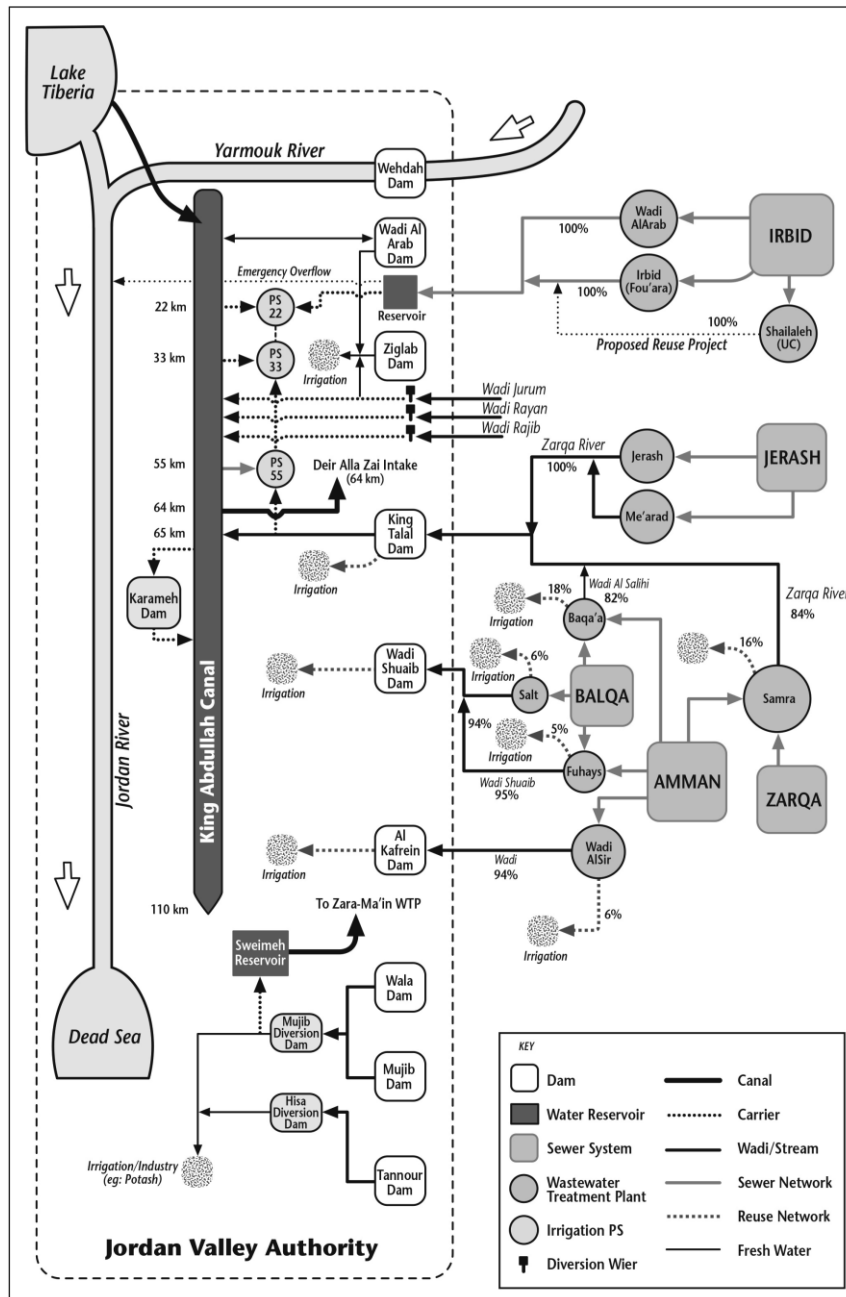 Lake
Tiberia
Yarmouk River
Wehdah
Dam
Wadi Al
Arab
Dam
Emergency Overflow
Reservoir
22 km
PS
22
33 km
PS
33
Irrigation
Ziglab
Dam
Wadi Jurum
Wadi Rayan
Wadi Rajib
55 km
PS
55
Deir Alla Zai Intake
(64 km)
64 km
65 km
King
Talal
Dam
Irrigation
Karameh
Dam
Wadi
Shuaib
Dam
Irrigation
King Abdullah Canal
Jordan River
Al
Kafrein
Dam
Irrigation
110 km
To Zara-Ma'in WTP
Sweimeh
Reservoir
Wala
Dam
Mujib
Diversion
Dam
Mujib
Dam
Hisa
Diversion
Dam
Tannour
Dam
Irrigation/Industry
(eg: Potash)
Dead Sea
Jordan Valley Authority
Wadi
AlArab
100%
IRBID
Irbid
(Fou'ara)
100%
100%
Shailaleh
(UC)
Proposed Reuse Project
Zarqa River
100%
Jerash
JERASH
Me'arad
Wadi Al Salihi
18%
82%
Baqa'a
Irrigation
Zarqa River
84%
16%
Samra
6%
Irrigation
Salt
BALQA
94%
5%
Irrigation
Fuhays
Wadi Shuaib
95%
AMMAN
ZARQA
Wadi
AlSir
Wadi
94%
6%
Irrigation
KEY
Dam
Water Reservoir
Sewer System
Wastewater
Treatment Plant
Irrigation PS
Diversion Wier
Canal
Carrier
Wadi/Stream
Sewer Network
Reuse Network
Fresh Water